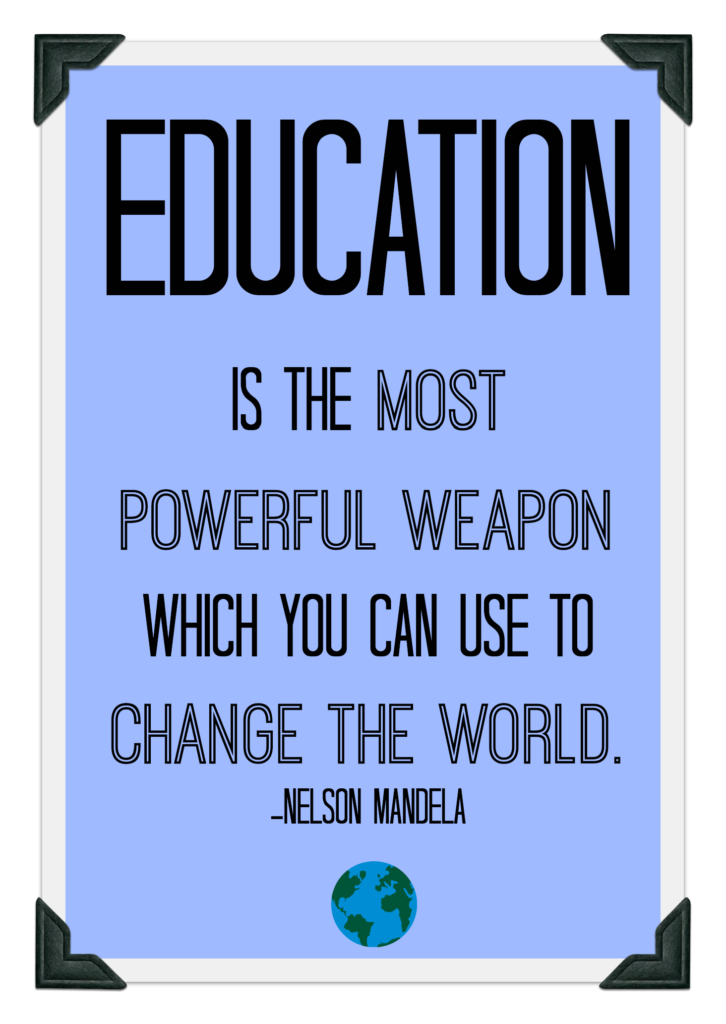 EDUCATION
IS THE MOST
POWERFUL WEAPON
WHICH YOU CAN USE TO
CHANGE THE WORLD.
-NELSON MANDELA